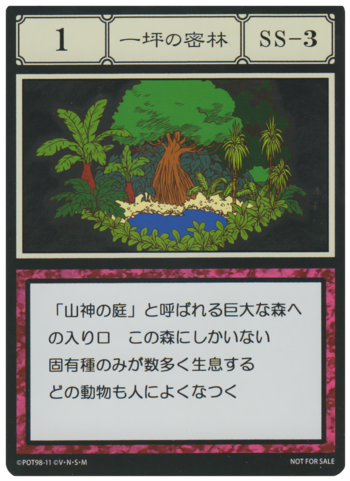 1 一坪の密林 SS-3
「山神の庭」と呼ばれる巨大な森へ
の入り口　この森にしかいない
固有種のみが数多く生息する
どの動物も人によくなつく
©POT98-11 ©V・N・S・M NOT FOR SALE